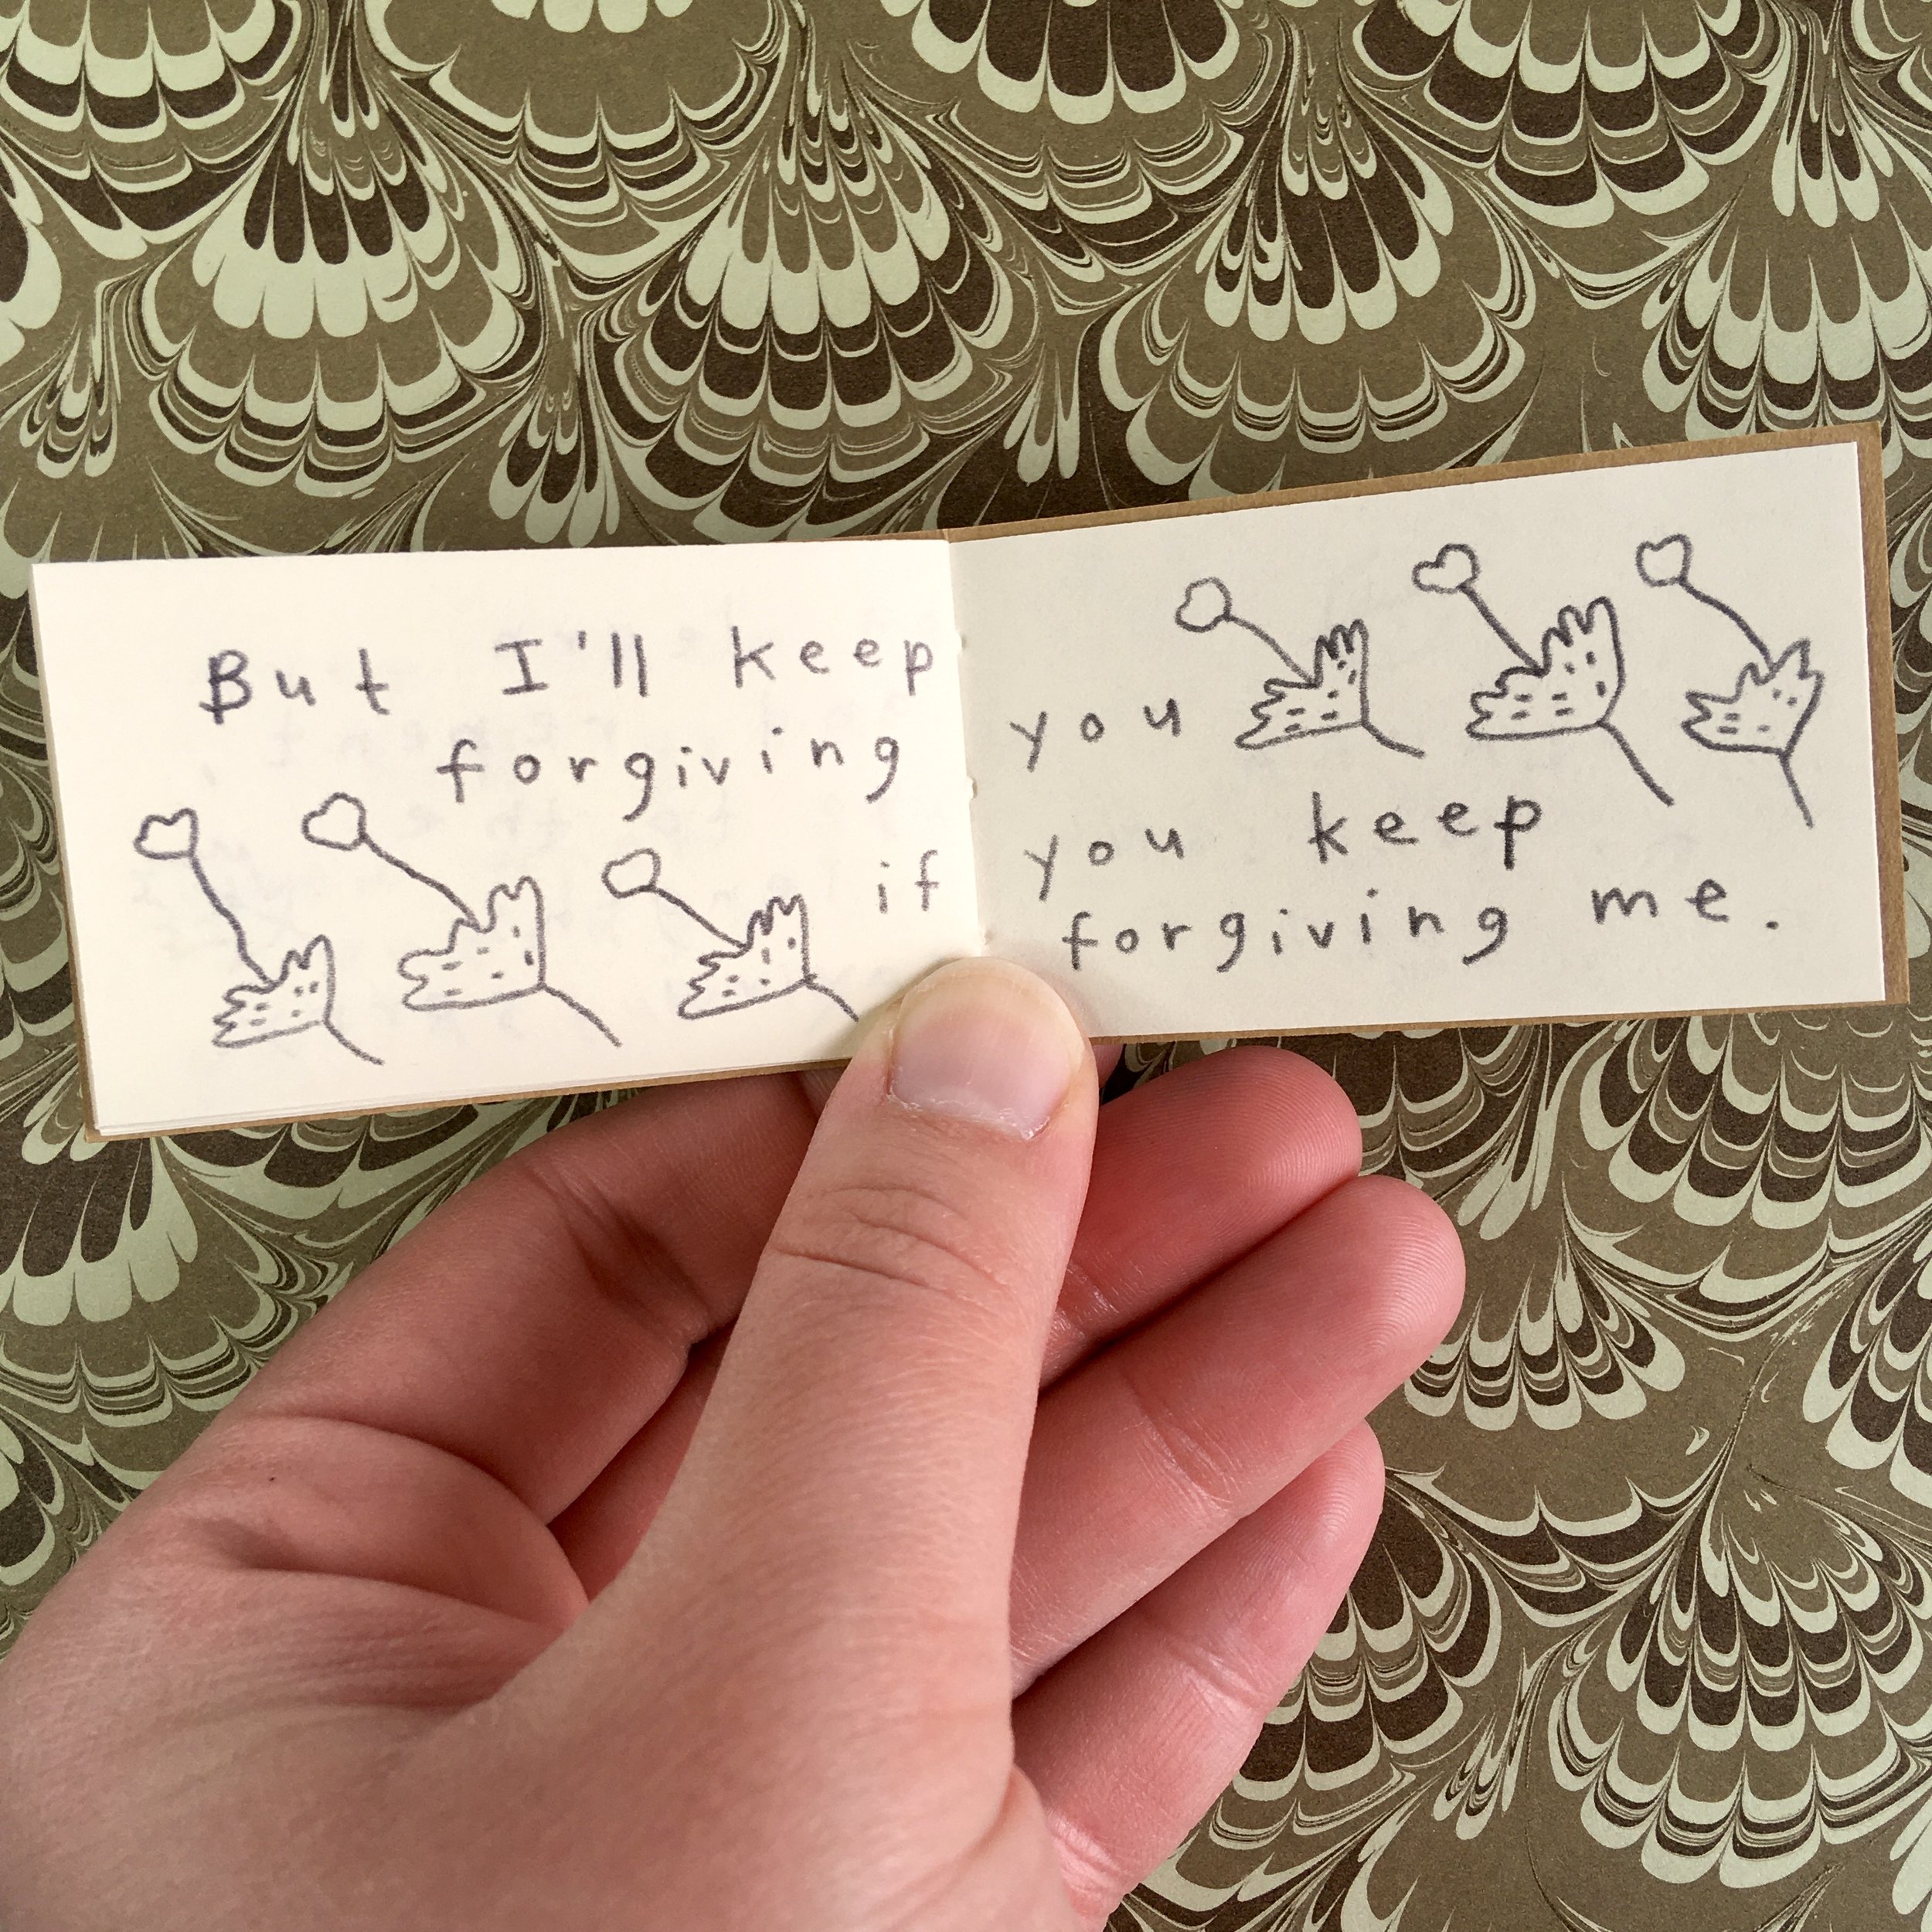 But I'll keep
forgiving
if
you
you keep
forgiving me.